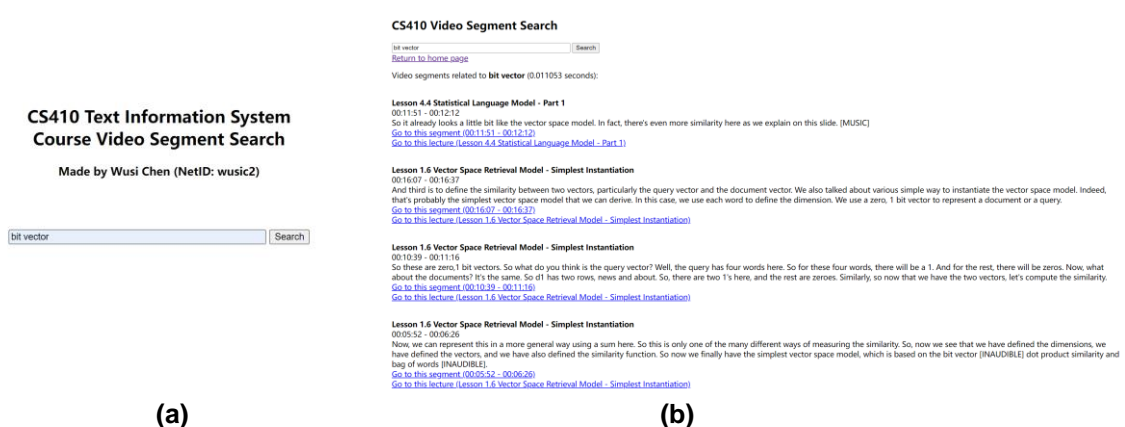 CS410 Text Information System
Course Video Segment Search
Made by Wusi Chen (NetID: wusic2)
bit vector
Search
(a)
CS410 Video Segment Search
bit vector
Search
Return to home page
Video segments related to bit vector (0.011053 seconds):
Lesson 4.4 Statistical Language Model - Part 1
00:11:51 - 00:12:12
So it already looks a little bit like the vector space model. In fact, there's even more similarity here as we explain on this slide. [MUSIC]
Go to this segment (00:11:51 - 00:12:12)
Go to this lecture (Lesson 4.4 Statistical Language Model - Part 1)
Lesson 1.6 Vector Space Retrieval Model - Simplest Instantiation
00:16:07 - 00:16:37
And third is to define the similarity between two vectors, particularly the query vector and the document vector. We also talked about various simple way to instantiate the vector space model. Indeed,
that's probably the simplest vector space model that we can derive. In this case, we use each word to define the dimension. We use a zero, 1 bit vector to represent a document or a query.
Go to this segment (00:16:07 - 00:16:37)
Go to this lecture (Lesson 1.6 Vector Space Retrieval Model - Simplest Instantiation)
Lesson 1.6 Vector Space Retrieval Model - Simplest Instantiation
00:10:39 - 00:11:16
So these are zero,1 bit vectors. So what do you think is the query vector? Well, the query has four words here. So for these four words, there will be a 1. And for the rest, there will be zeros. Now, what
about the documents? It's the same. So d1 has two rows, news and about. So, there are two 1's here, and the rest are zeroes. Similarly, so now that we have the two vectors, let's compute the similarity.
Go to this segment (00:10:39 - 00:11:16)
Go to this lecture (Lesson 1.6 Vector Space Retrieval Model - Simplest Instantiation)
Lesson 1.6 Vector Space Retrieval Model - Simplest Instantiation
00:05:52 - 00:06:26
Now, we can represent this in a more general way using a sum here. So this is only one of the many different ways of measuring the similarity. So, now we see that we have defined the dimensions, we
have defined the vectors, and we have also defined the similarity function. So now we finally have the simplest vector space model, which is based on the bit vector [INAUDIBLE] dot product similarity and
bag of words [INAUDIBLE].
Go to this segment (00:05:52 - 00:06:26)
Go to this lecture (Lesson 1.6 Vector Space Retrieval Model - Simplest Instantiation)
(b)